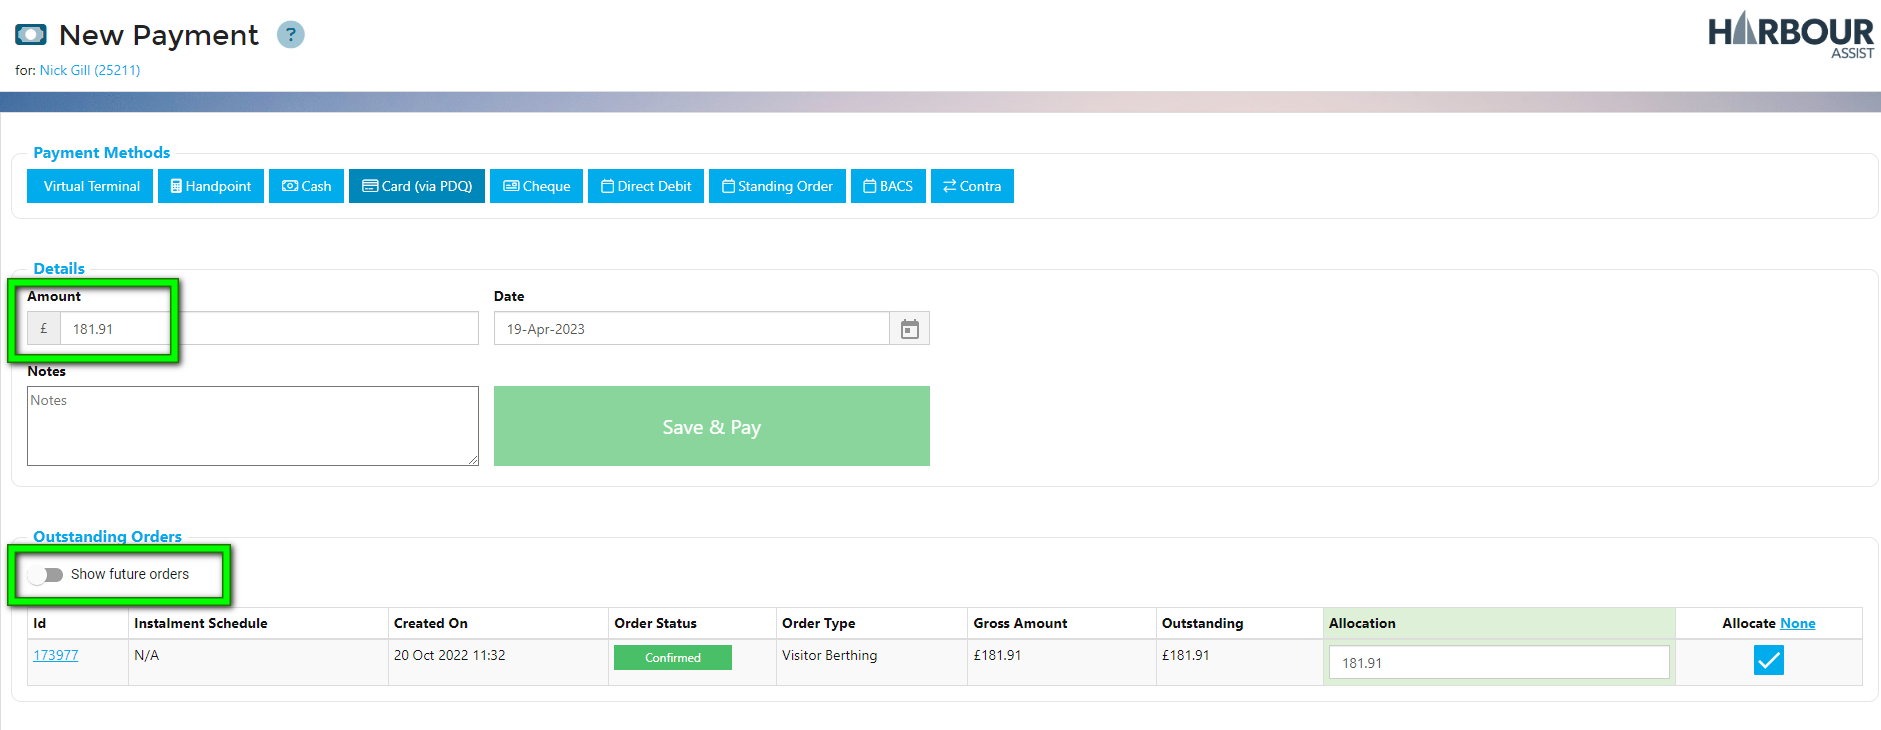 New Payment ?
for: Nick Gill (25211)
HARBOUR
ASSIST
Payment Methods
Virtual Terminal Handpoint Cash Card (via PDQ) Cheque Direct Debit Standing Order BACS Contra
Details
Amount Date
£ 181.91 19-Apr-2023
Notes
Notes
Save & Pay
Outstanding Orders
Show future orders
Id Instalment Schedule Created On Order Status Order Type Gross Amount Outstanding Allocation Allocate None
173977 N/A 20 Oct 2022 11:32 Confirmed Visitor Berthing £181.91 £181.91 181.91